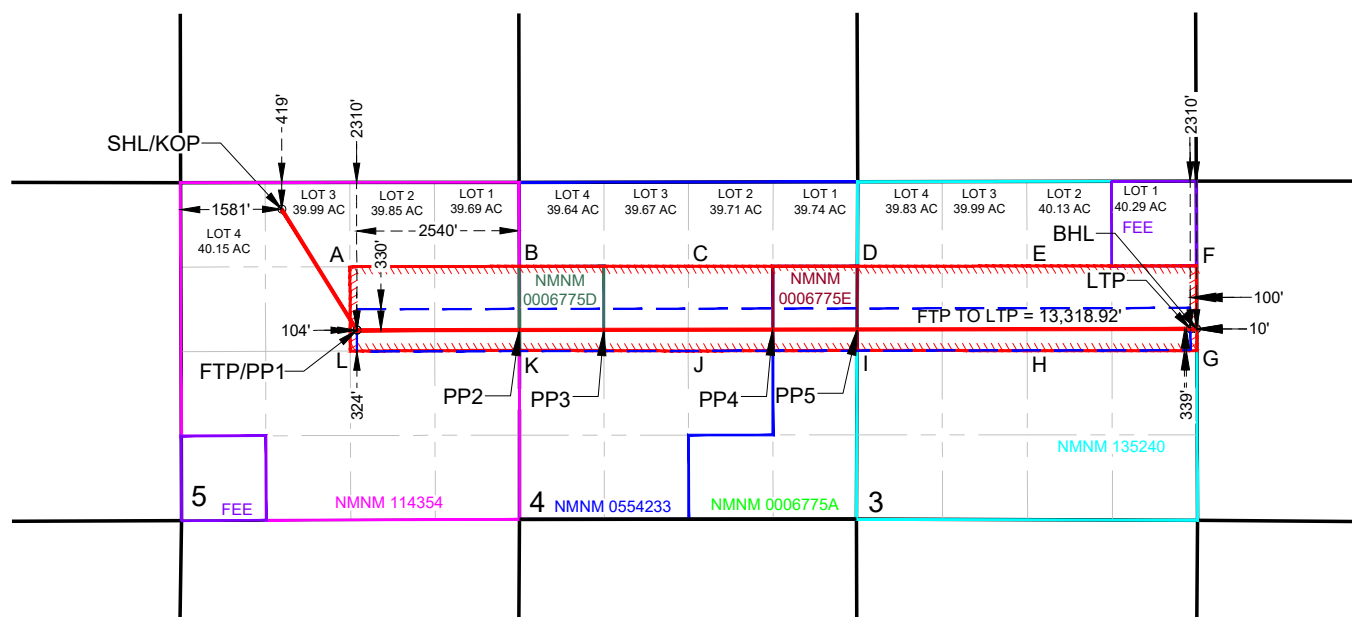 419'
2310'
2310'
SHL/KOP
1581'
LOT 4
40.15 AC
LOT 3
39.99 AC
LOT 2
39.85 AC
LOT 1
39.69 AC
LOT 4
39.64 AC
LOT 3
39.67 AC
LOT 2
39.71 AC
LOT 1
39.74 AC
LOT 4
39.83 AC
LOT 3
39.99 AC
LOT 2
40.13 AC
LOT 1
40.29 AC
FEE
2540'
BHL
A
B
C
D
E
F
330'
NMNM
0006775D
NMNM
0006775E
LTP
100'
FTP TO LTP = 13,318.92'
104'
10'
FTP/PP1
L
K
J
I
H
G
PP2
PP3
PP4
PP5
324'
339'
NMNM 135240
5
FEE
NMNM 114354
4
NMNM 0554233
NMNM 0006775A
3